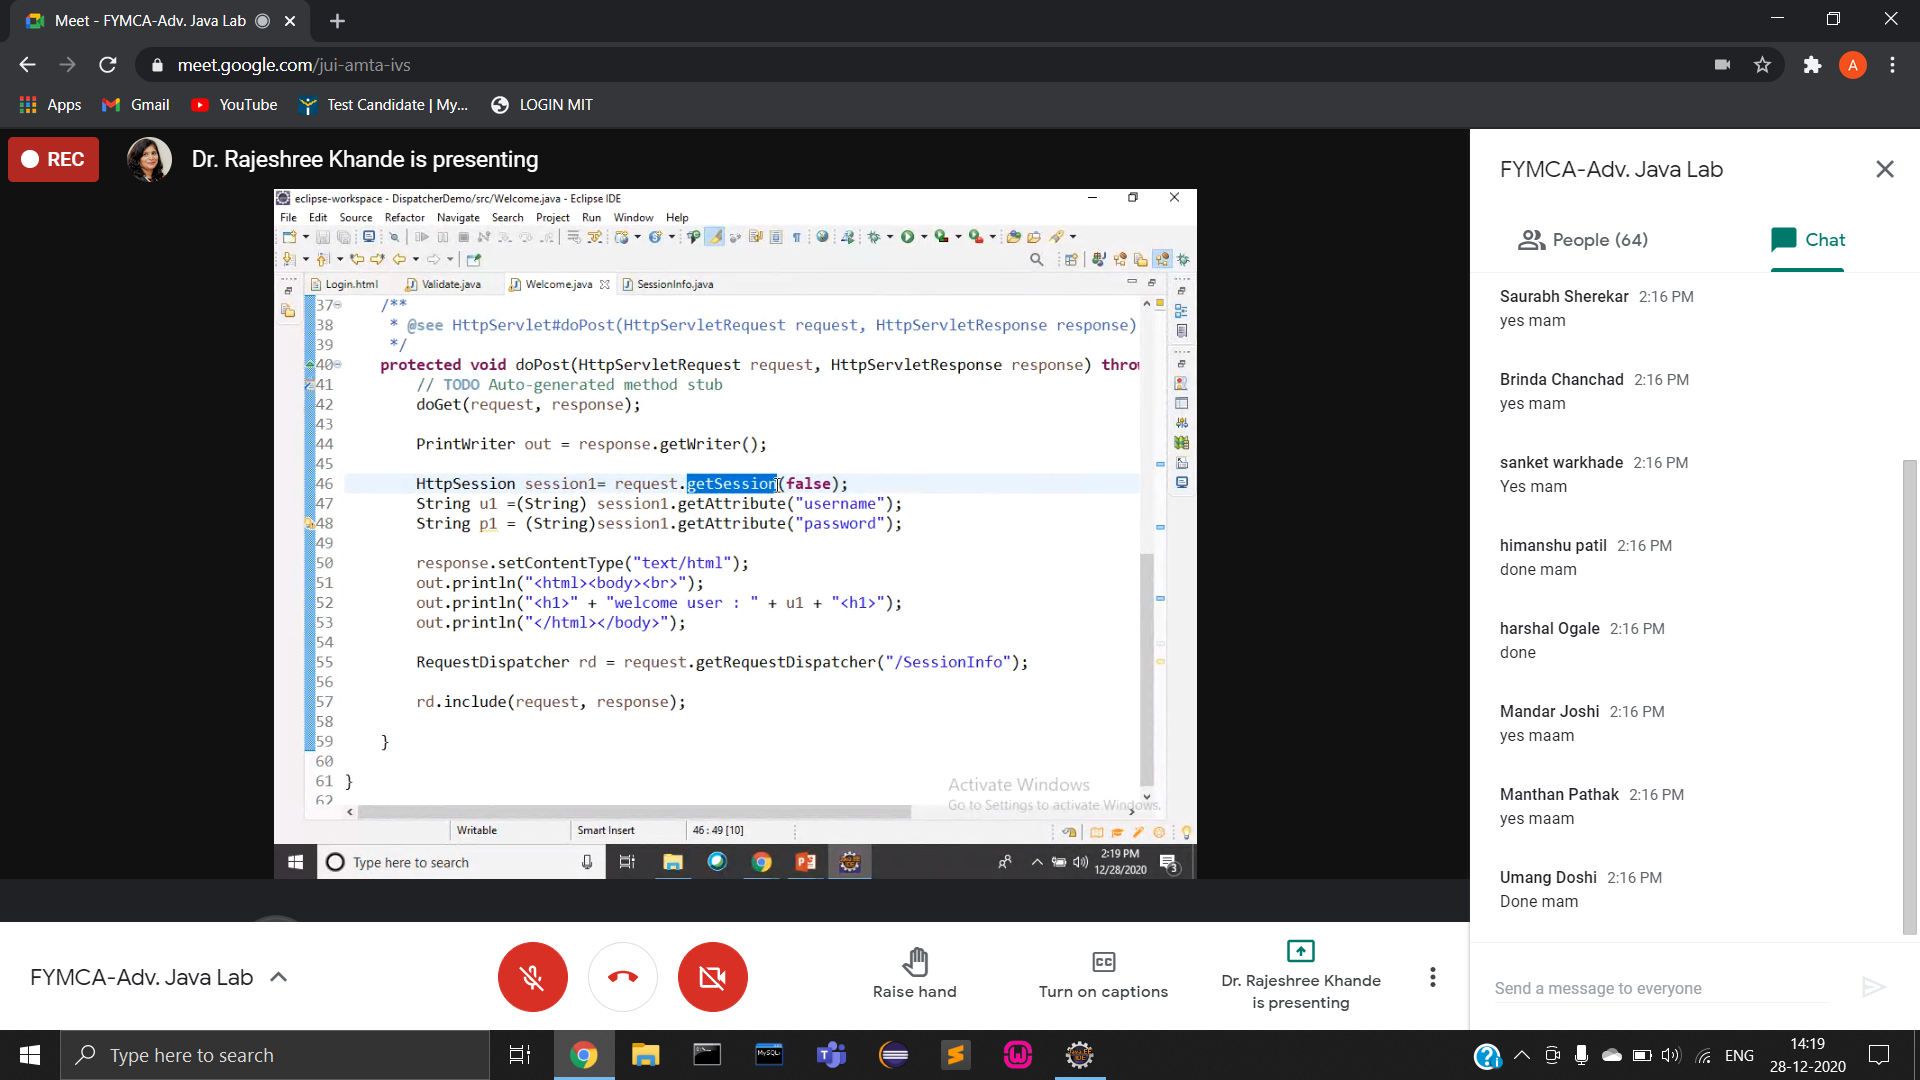 Meet - FYMCA-Adv. Java Lab
meet.google.com/jui-amta-ivs
A
Apps
Gmail
YouTube
Test Candidate | My...
LOGIN MIT
REC
Dr. Rajeshree Khande is presenting
eclipse-workspace - DispatcherDemo/src/Welcome.java - Eclipse IDE
File Edit Source Refactor Navigate Search Project Run Window Help
Login.html
Validate.java
Welcome.java
SessionInfo.java
37 /**
38 * @see HttpServlet#doPost(HttpServletRequest request, HttpServletResponse response)
39 */
40 protected void doPost(HttpServletRequest request, HttpServletResponse response) throw
41 // TODO Auto-generated method stub
42 doGet(request, response);
43
44 PrintWriter out = response.getWriter();
45
46 HttpSession session1= request.getSession(false);
47 String u1 =(String) session1.getAttribute("username");
48 String p1 = (String)session1.getAttribute("password");
49
50 response.setContentType("text/html");
51 out.println("<html><body><br>");
52 out.println("<h1>" + "welcome user : " + u1 + "<h1>");
53 out.println("</html></body>");
54
55 RequestDispatcher rd = request.getRequestDispatcher("/SessionInfo");
56
57 rd.include(request, response);
58
59 }
60
61 }
62
Activate Windows
Go to Settings to activate Windows.
Writable
Smart Insert
46 : 49 [10]
Type here to search
2:19 PM
12/28/2020
3
FYMCA-Adv. Java Lab
People (64)
Chat
Saurabh Sherekar 2:16 PM
yes mam
Brinda Chanchad 2:16 PM
yes mam
sanket warkhade 2:16 PM
Yes mam
himanshu patil 2:16 PM
done mam
harshal Ogale 2:16 PM
done
Mandar Joshi 2:16 PM
yes maam
Manthan Pathak 2:16 PM
yes maam
Umang Doshi 2:16 PM
Done mam
Send a message to everyone
FYMCA-Adv. Java Lab
Raise hand
Turn on captions
Dr. Rajeshree Khande
is presenting
Type here to search
ENG
14:19
28-12-2020